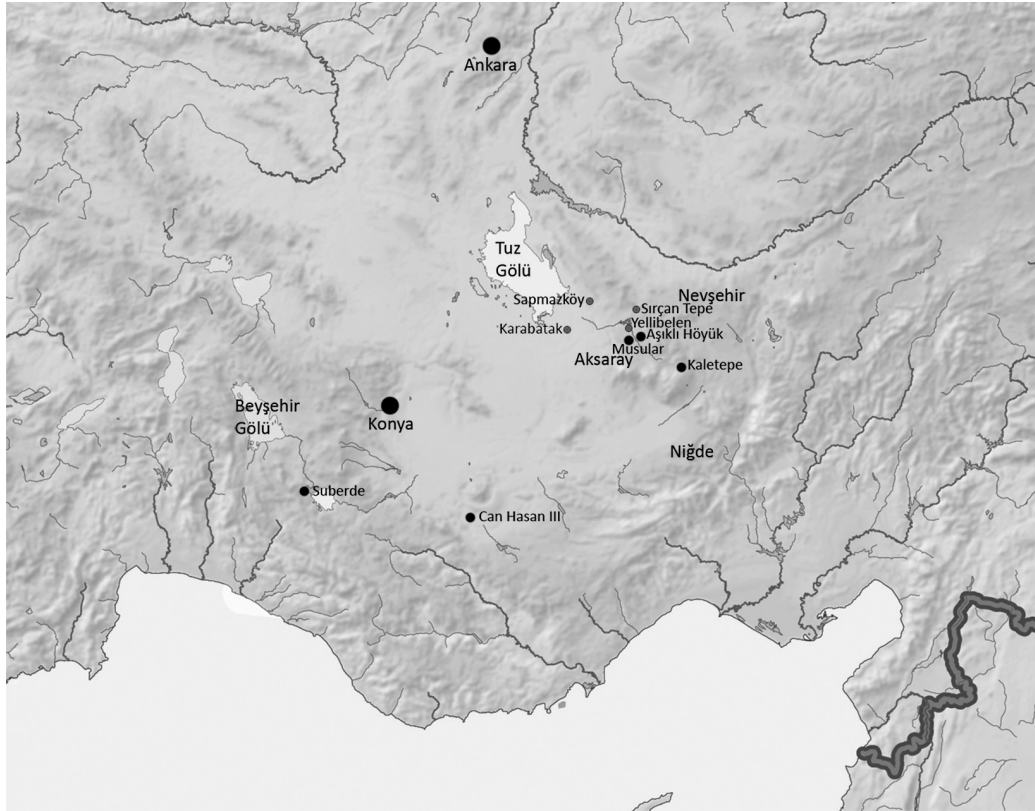 Ankara
Tuz
Gölü
Sapmazköy
Nevşehir
Sırçan Tepe
Karabatak
Yellibelen
Aşıklı Höyük
Musular
Aksaray
Kaletepe
Beyşehir
Gölü
Konya
Niğde
Suberde
Can Hasan III